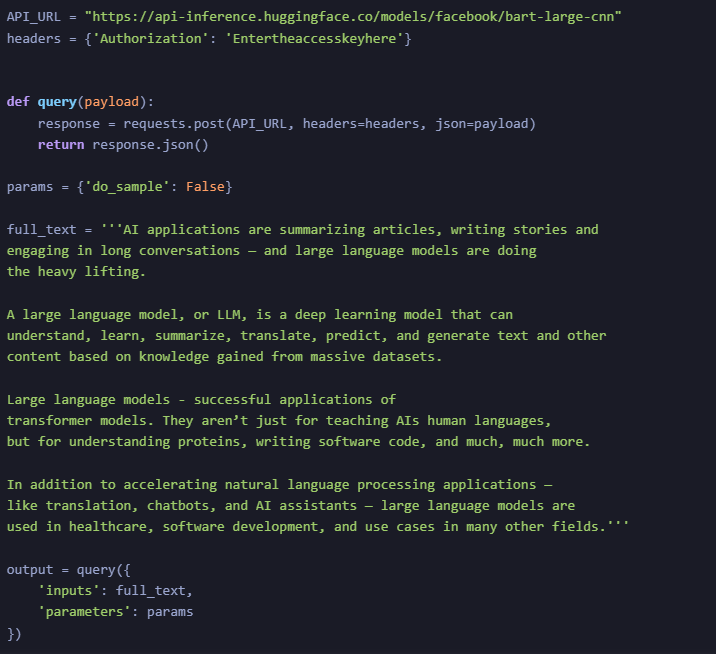 API_URL = "https://api-inference.huggingface.co/models/facebook/bart-large-cnn"
headers = {'Authorization': 'Entertheaccesskeyhere'}
def query(payload):
    response = requests.post(API_URL, headers=headers, json=payload)
    return response.json()
params = {'do_sample': False}
full_text = '''AI applications are summarizing articles, writing stories and
engaging in long conversations — and large language models are doing
the heavy lifting.
A large language model, or LLM, is a deep learning model that can
understand, learn, summarize, translate, predict, and generate text and other
content based on knowledge gained from massive datasets.
Large language models - successful applications of
transformer models. They aren’t just for teaching AIs human languages,
but for understanding proteins, writing software code, and much, much more.
In addition to accelerating natural language processing applications —
like translation, chatbots, and AI assistants — large language models are
used in healthcare, software development, and use cases in many other fields.'''
output = query({
    'inputs': full_text,
    'parameters': params
})